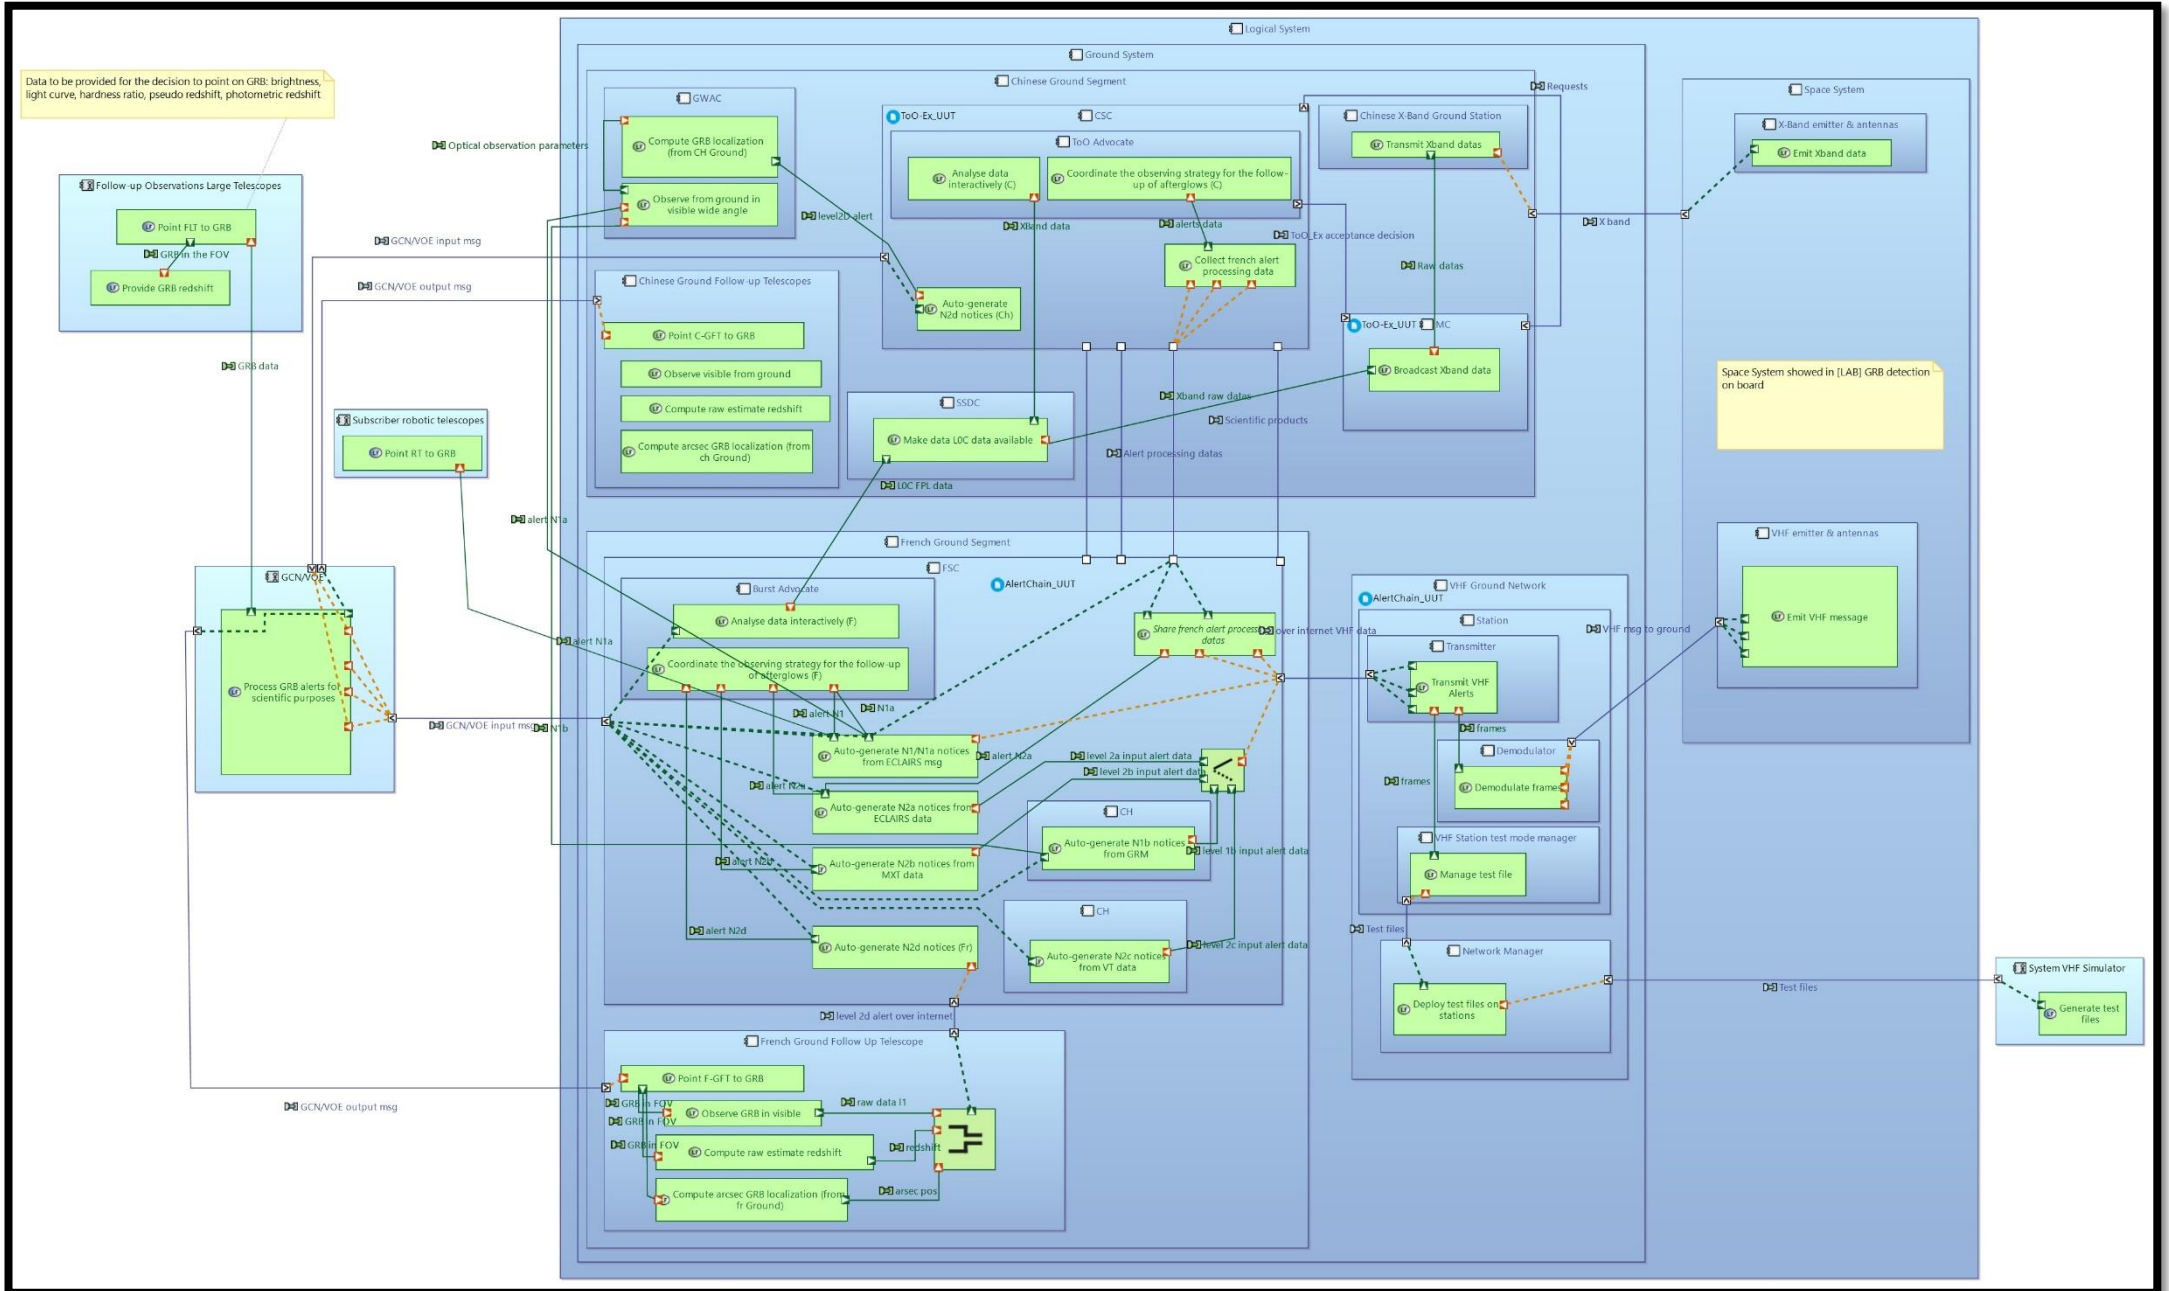 Logical System
Ground System
Chinese Ground Segment
Data to be provided for the decision to point on GRB: brightness,
light curve, hardness ratio, pseudo redshift, photometric redshift
Requests
Space System
GWAC
ToO-Ex_UUT
CSC
Chinese X-Band Ground Station
X-Band emitter & antennas
Optical observation parameters
Compute GRB localization
(from CH Ground)
ToO Advocate
Transmit Xband datas
Emit Xband data
Analyse data
interactively (C)
Coordinate the observing strategy for the follow-
up of afterglows (C)
Follow-up Observations Large Telescopes
Observe from ground in
visible wide angle
level2D alert
Point FLT to GRB
XBand data
alerts data
X band
GCN/VOE input msg
ToO_Ex acceptance decision
GRB in the FOV
Collect french alert
processing data
Raw datas
Provide GRB redshift
GCN/VOE output msg
Chinese Ground Follow-up Telescopes
Auto-generate
N2d notices (Ch)
ToO-Ex_UUT
MC
Point C-GFT to GRB
GRB data
Observe visible from ground
Broadcast Xband data
Space System showed in [LAB] GRB detection
on board
Xband raw datas
SSDC
Compute raw estimate redshift
Scientific products
Subscriber robotic telescopes
Point RT to GRB
Compute arcsec GRB localization (from
ch Ground)
Make data L0C data available
Alert processing datas
L0C FPL data
alert N1a
French Ground Segment
VHF emitter & antennas
FSC
GCN/VOE
Burst Advocate
AlertChain_UUT
VHF Ground Network
AlertChain_UUT
Analyse data interactively (F)
Share french alert process
datas
over internet VHF data
Station
VHF msg to ground
Emit VHF message
alert N1a
Transmitter
Coordinate the observing strategy for the follow-up
of afterglows (F)
Process GRB alerts for
scientific purposes
Transmit VHF
Alerts
alert N1
N1a
GCN/VOE input msg
N1b
frames
Auto-generate N1/N1a notices
from ECLAIRS msg
alert N2a
level 2a input alert data
level 2b input alert data
Demodulator
alert N2a
frames
Demodulate frames
Auto-generate N2a notices from
ECLAIRS data
CH
Auto-generate N1b notices
from GRM
level 1b input alert data
VHF Station test mode manager
alert N2b
Auto-generate N2b notices from
MXT data
Manage test file
CH
alert N2d
Auto-generate N2d notices (Fr)
level 2c input alert data
Auto-generate N2c notices
from VT data
Test files
Network Manager
System VHF Simulator
Test files
Deploy test files on
stations
Generate test
files
level 2d alert over internet
French Ground Follow Up Telescope
Point F-GFT to GRB
GCN/VOE output msg
GRB in FOV
raw data l1
Observe GRB in visible
GRB in FOV
GRB in FOV
redshift
Compute raw estimate redshift
arsec pos
Compute arcsec GRB localization (from
fr Ground)